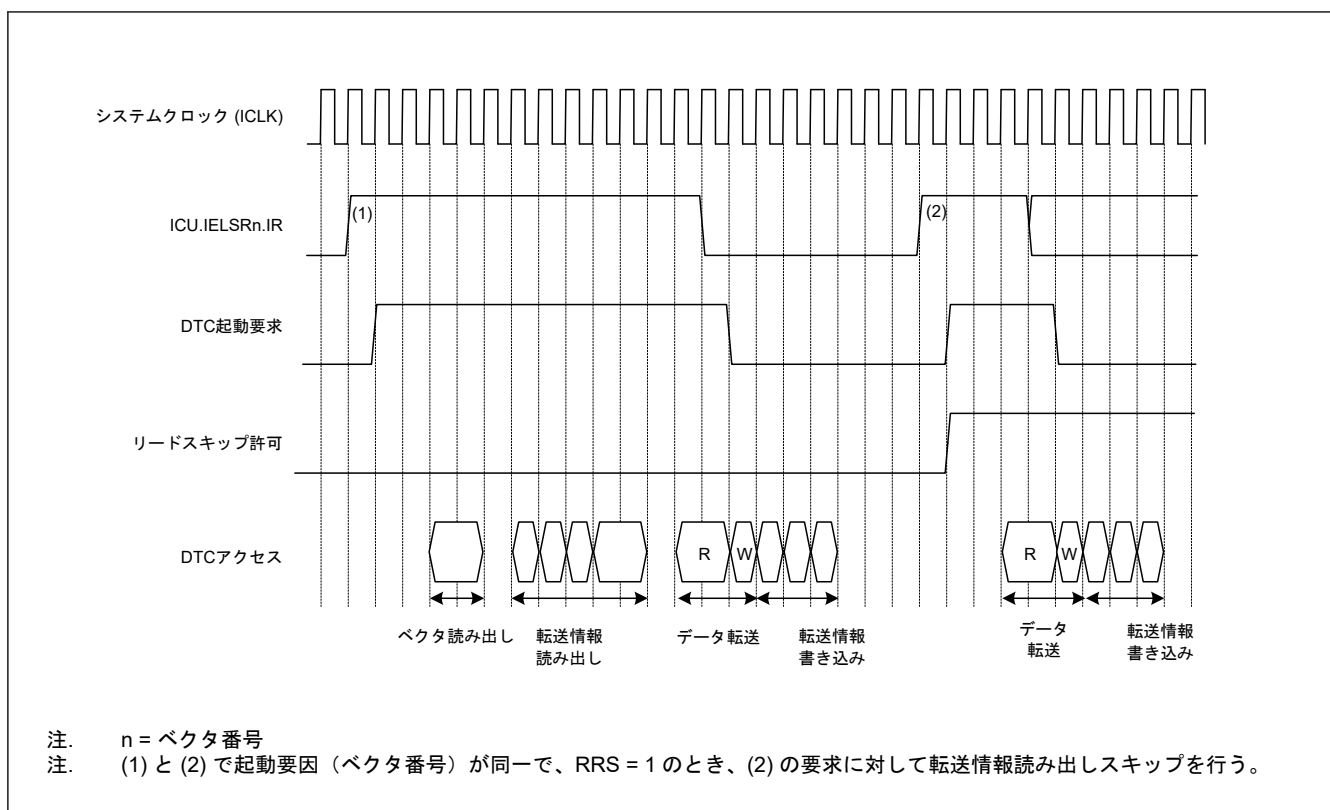 システムクロック (ICLK)
ICU.IELSRn.IR
(1)
(2)
DTC起動要求
リードスキップ許可
DTCアクセス
R
W
R
W
ベクタ読み出し
転送情報
読み出し
データ転送
転送情報
書き込み
データ
転送
転送情報
書き込み
注. n = ベクタ番号
注. (1) と (2) で起動要因（ベクタ番号）が同一で、RRS = 1 のとき、(2) の要求に対して転送情報読み出しスキップを行う。